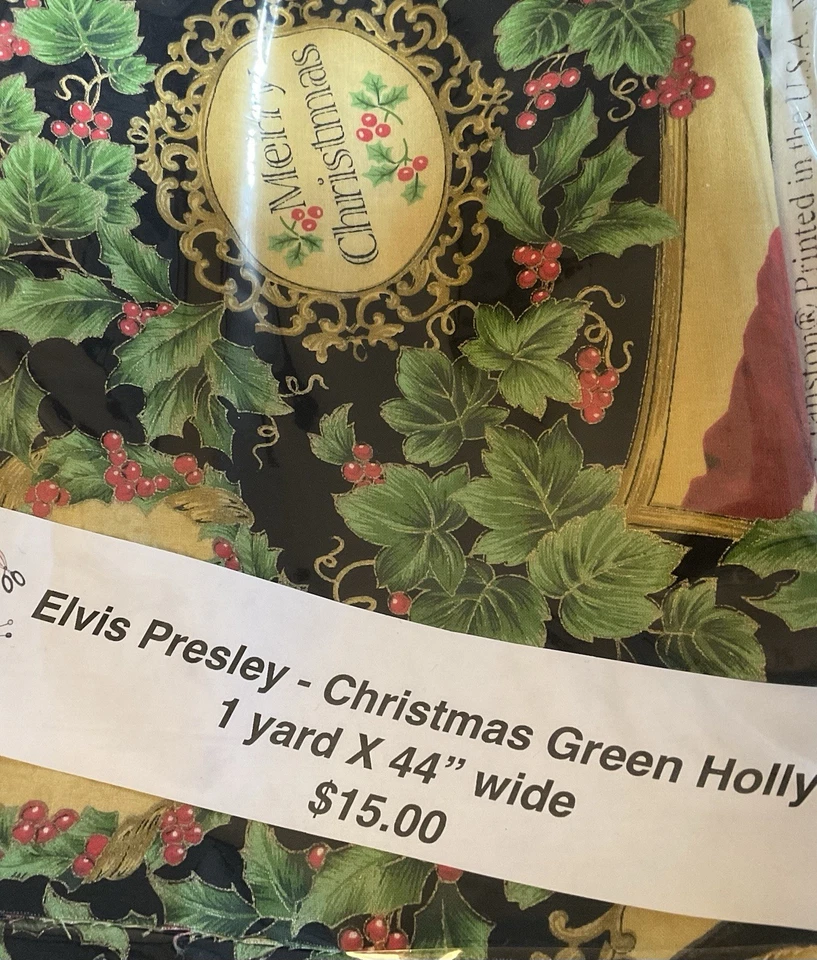 Merry
Christmas
Printed in the U.S.A.
Elvis Presley - Christmas Green Holly
1 yard X 44” wide
$15.00